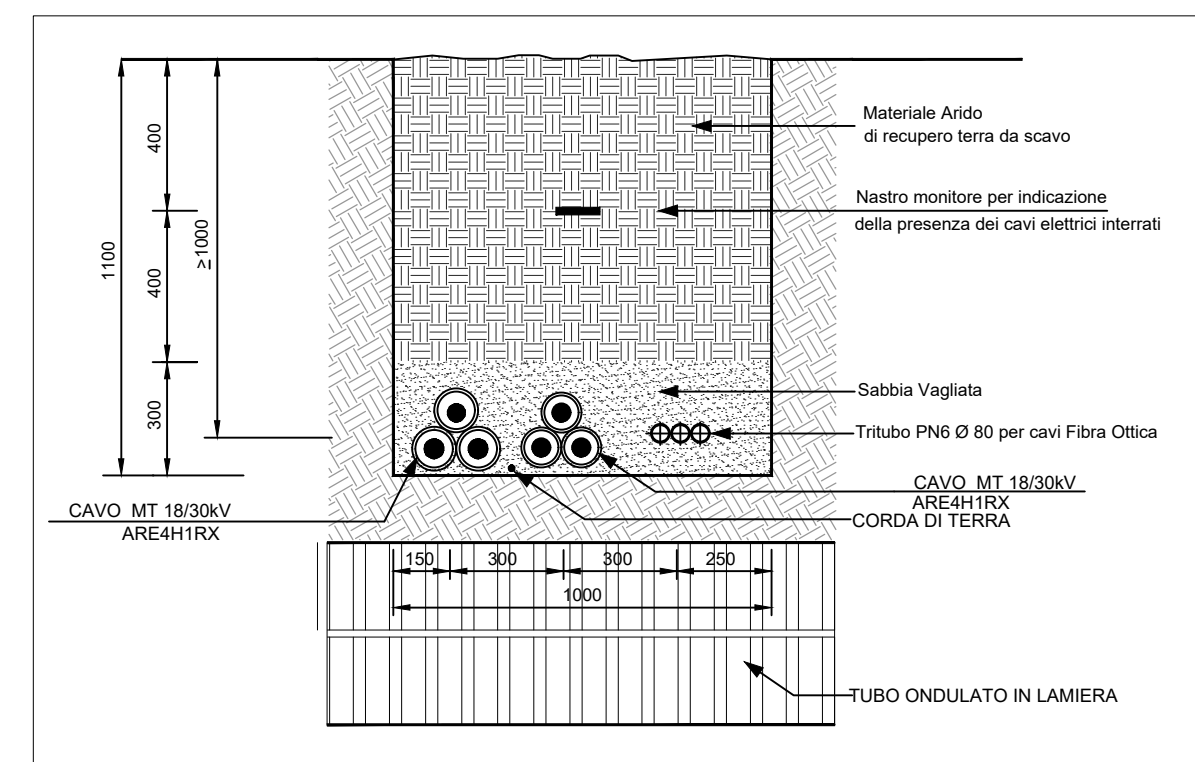 Materiale Arido
di recupero terra da scavo
400
Nastro monitore per indicazione
della presenza dei cavi elettrici interrati
1100
≥1000
400
300
Sabbia Vagliata
Tritubo PN6 Ø 80 per cavi Fibra Ottica
CAVO MT 18/30kV
ARE4H1RX
CAVO MT 18/30kV
ARE4H1RX
CORDA DI TERRA
150 300 300 250
1000
TUBO ONDULATO IN LAMIERA